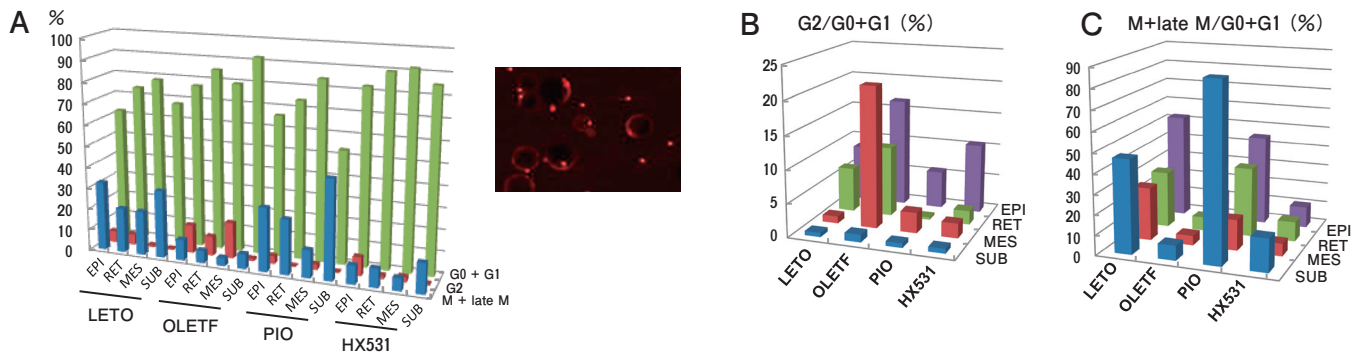 A
%
100
90
80
70
60
50
40
30
20
10
0
EPI RET MES SUB EPI RET MES SUB EPI RET MES SUB EPI RET MES SUB
G0 + G1
G2
M + late M
LETO OLETF PIO HX531
B
G2/G0+G1 (%)
25
20
15
10
5
0
LETO OLETF PIO HX531
EPI
RET
MES
SUB
C
M+late M/G0+G1 (%)
90
80
70
60
50
40
30
20
10
0
LETO OLETF PIO HX531
EPI
RET
MES
SUB